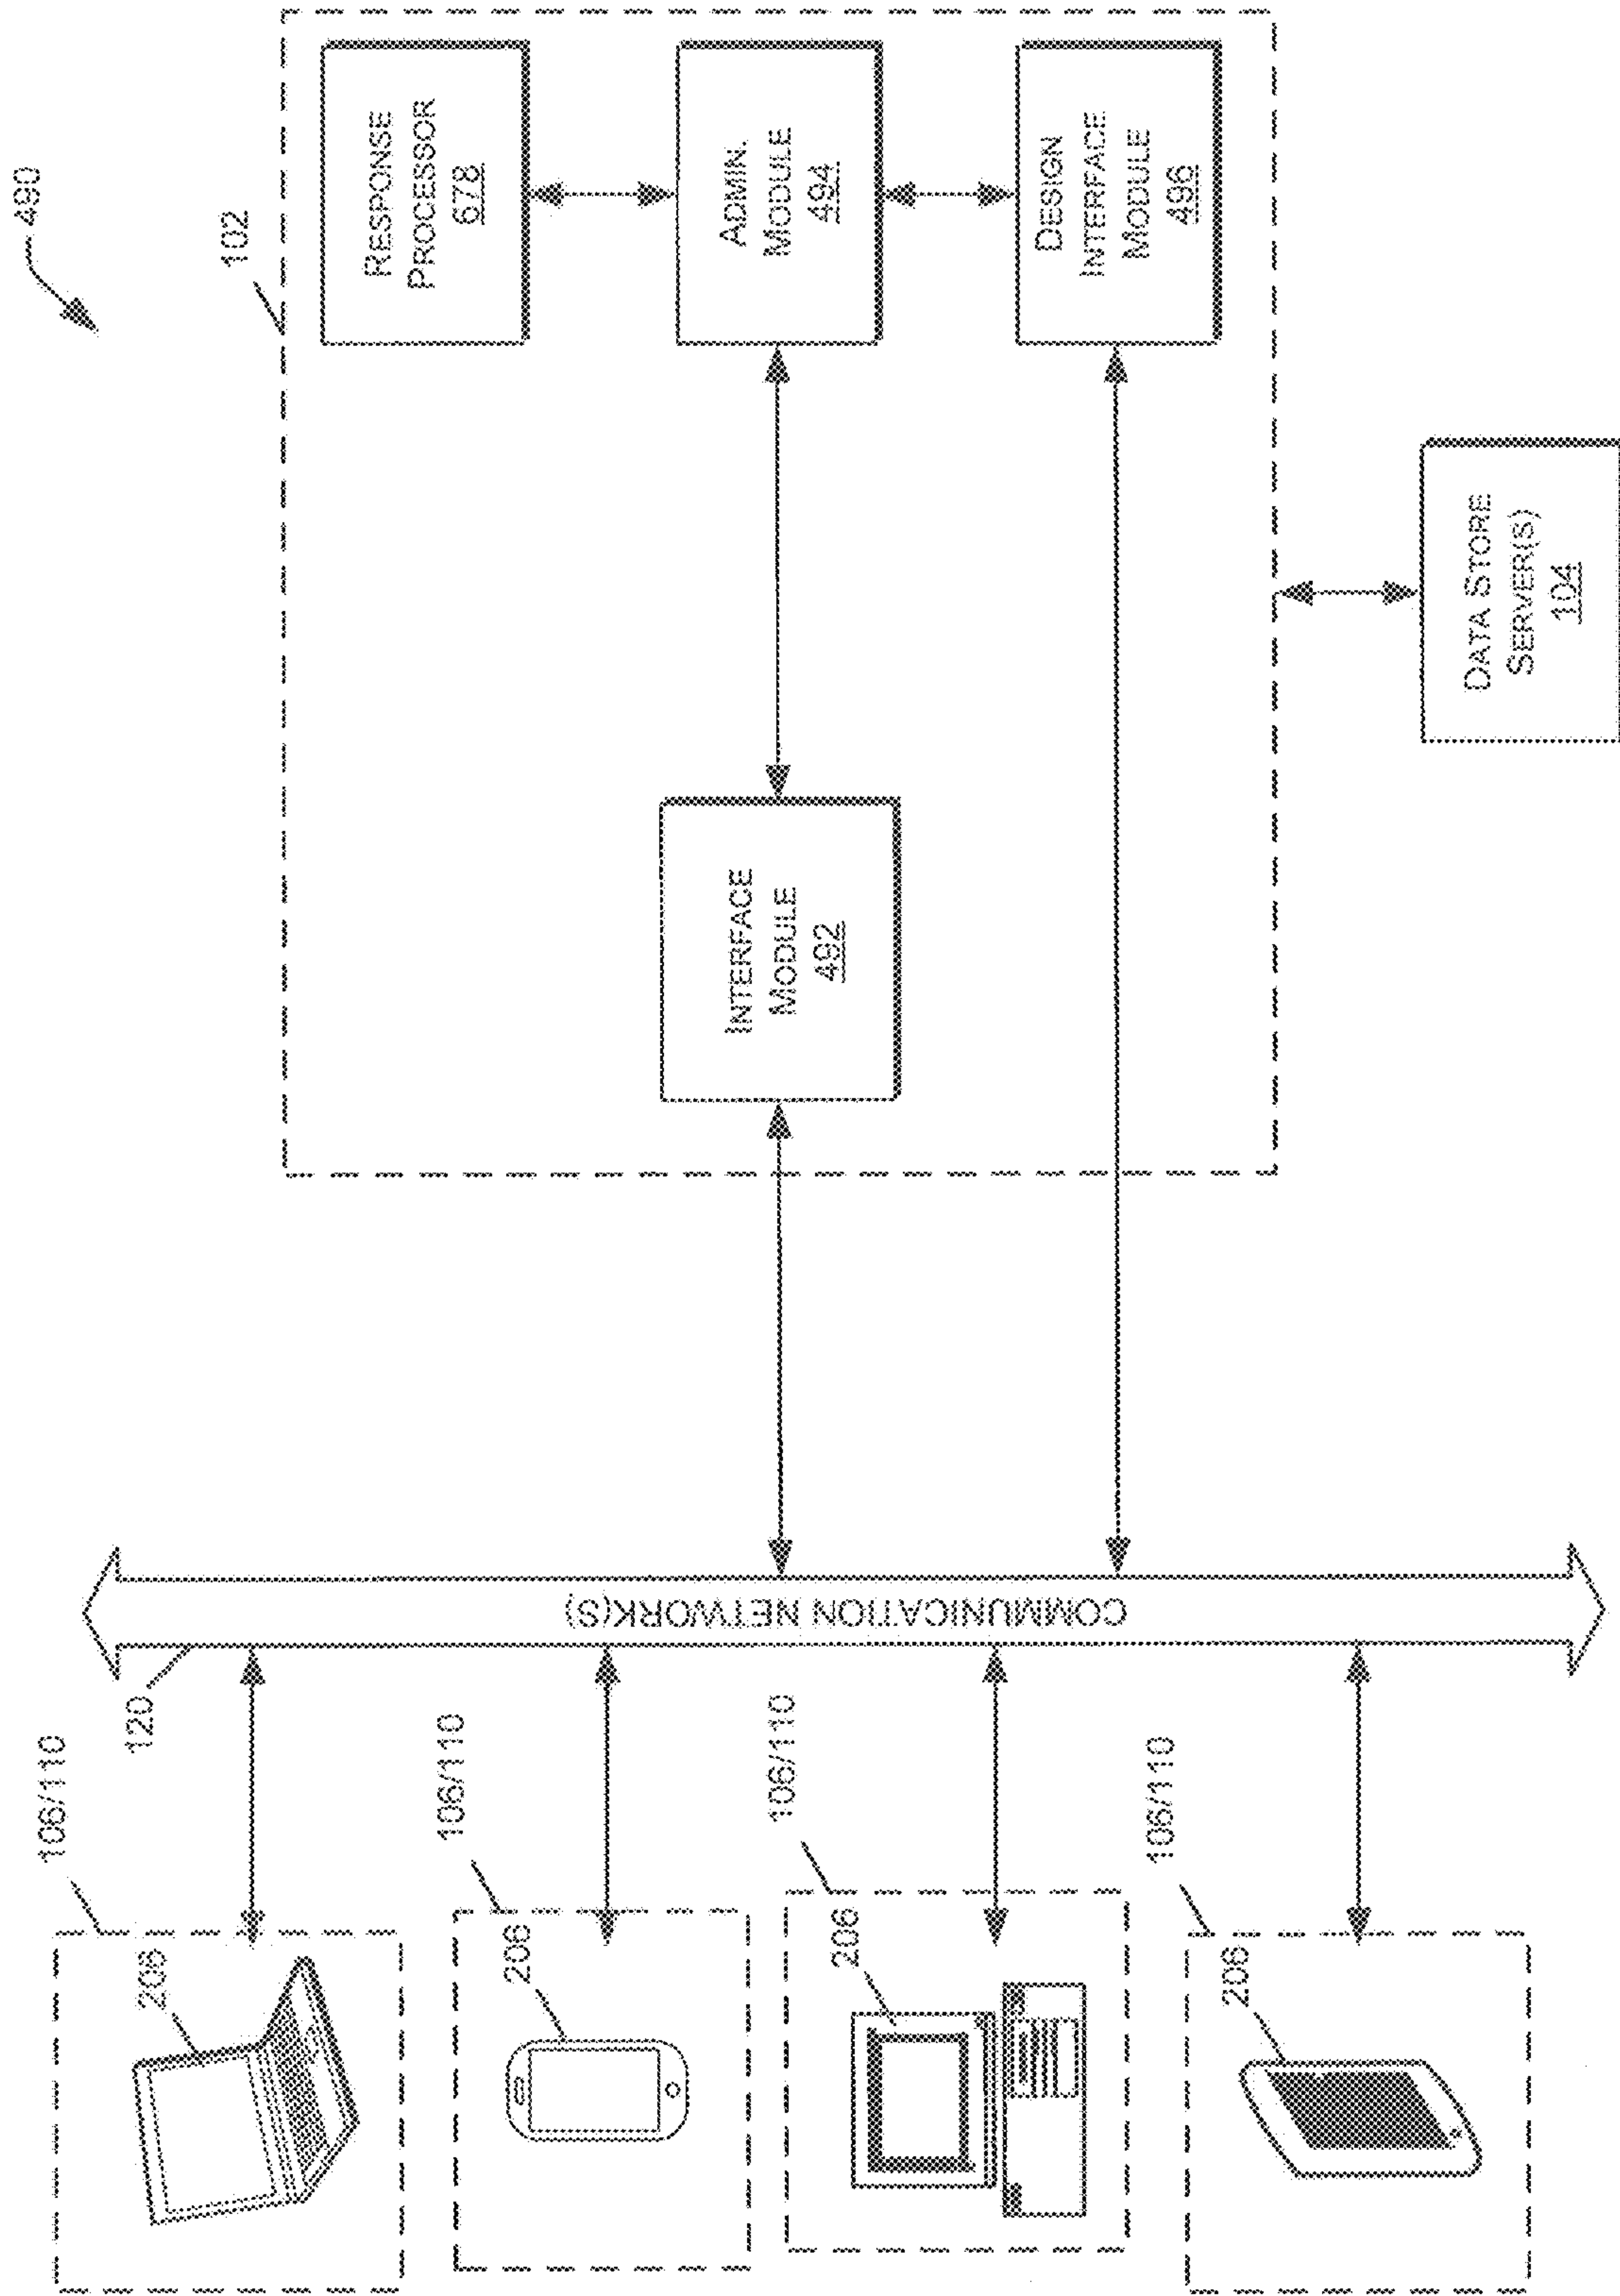 490
102
RESPONSE
PROCESSOR
678
ADMIN.
MODULE
494
DESIGN
INTERFACE
MODULE
496
INTERFACE
MODULE
492
DATA STORE
SERVER(S)
104
COMMUNICATION NETWORK(S)
120
106/110
206
106/110
206
106/110
206
106/110
206